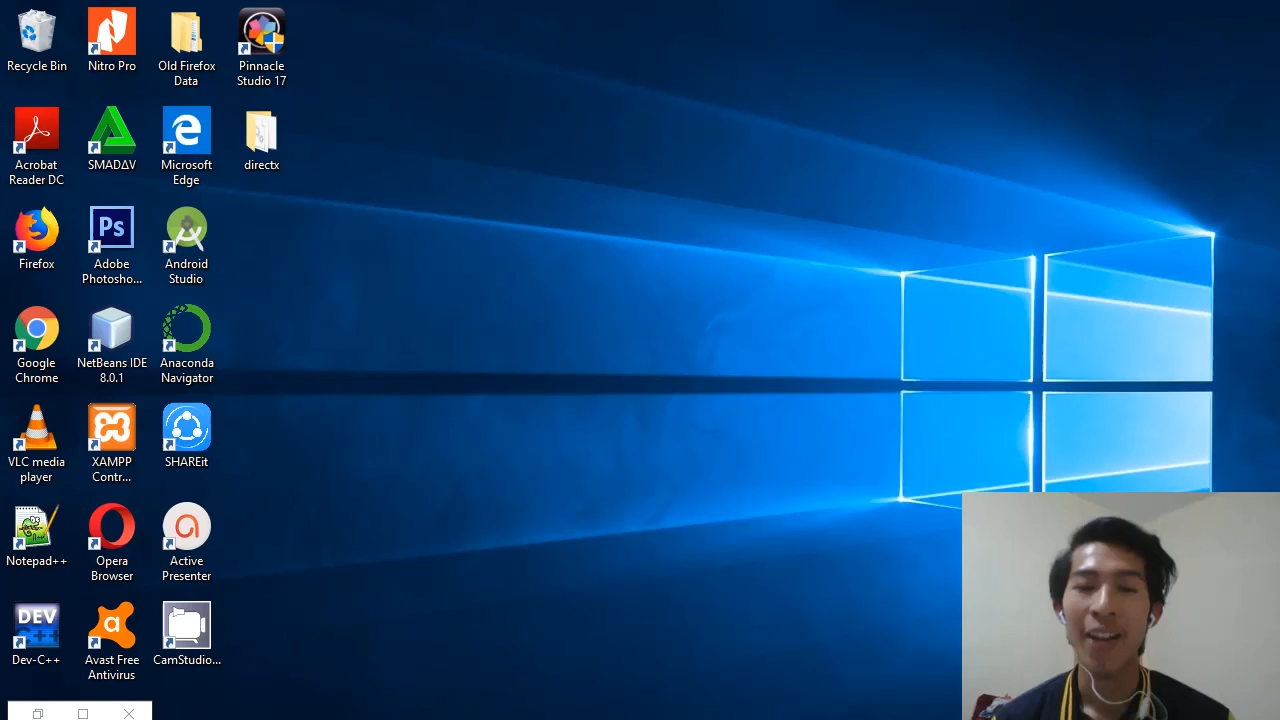 Recycle Bin
Nitro Pro
Old Firefox
Data
Pinnacle
Studio 17
Acrobat
Reader DC
SMADΔV
Microsoft
Edge
directx
Firefox
Ps
Adobe
Photosho...
Android
Studio
Google
Chrome
NetBeans IDE
8.0.1
Anaconda
Navigator
VLC media
player
XAMPP
Contr...
SHAREit
Notepad++
Opera
Browser
Active
Presenter
DEV
C++
Dev-C++
a
Avast Free
Antivirus
CamStudio...